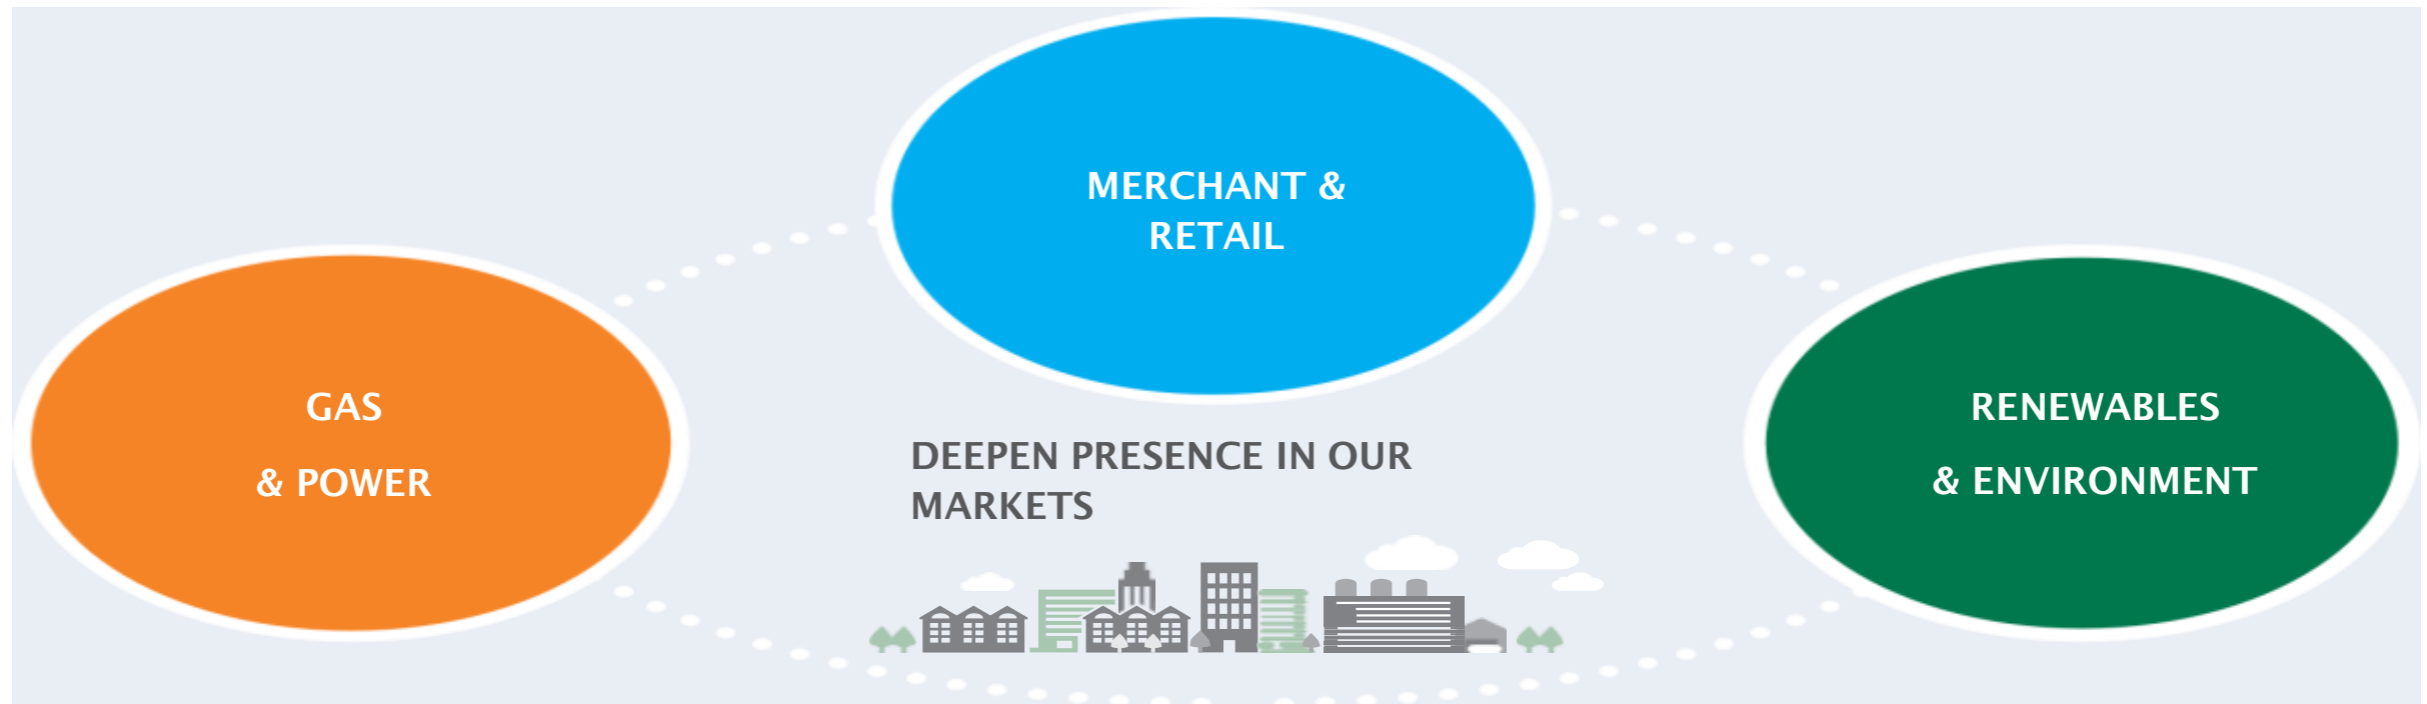 MERCHANT &
RETAIL
GAS
& POWER
RENEWABLES
& ENVIRONMENT
DEEPEN PRESENCE IN OUR
MARKETS